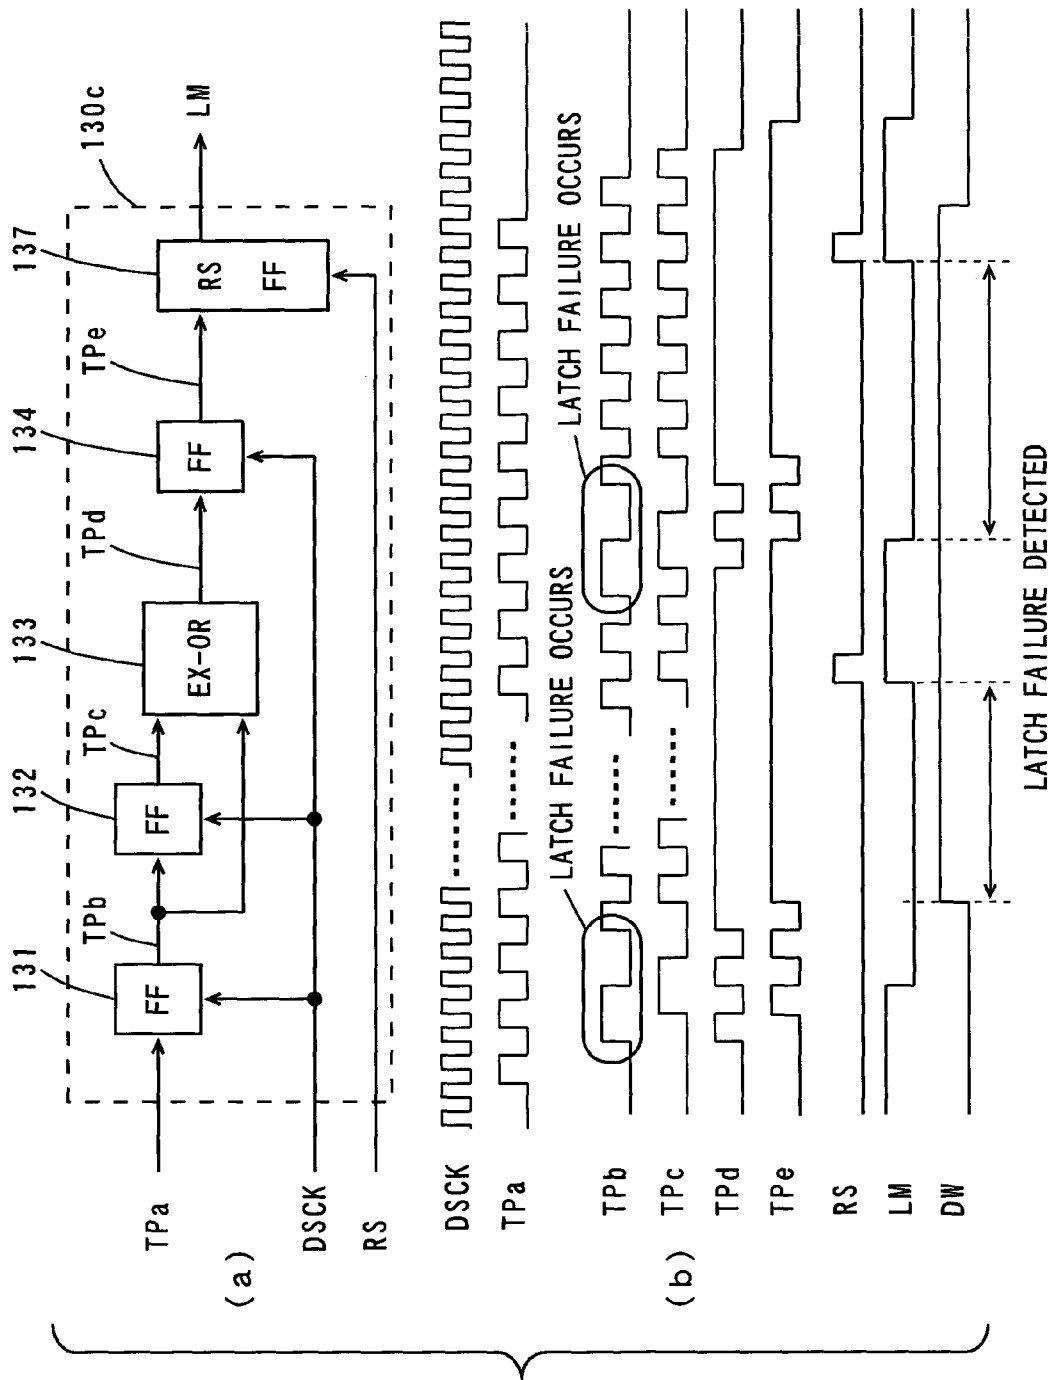 131
132
133
134
137
130c
TPb
TPc
TPd
TPe
TPa
FF
FF
EX-OR
FF
RS
FF
LM
DSCK
RS
(a)
DSCK
TPa
LATCH FAILURE OCCURS
LATCH FAILURE OCCURS
TPb
TPc
TPd
TPe
RS
LM
DW
(b)
LATCH FAILURE DETECTED